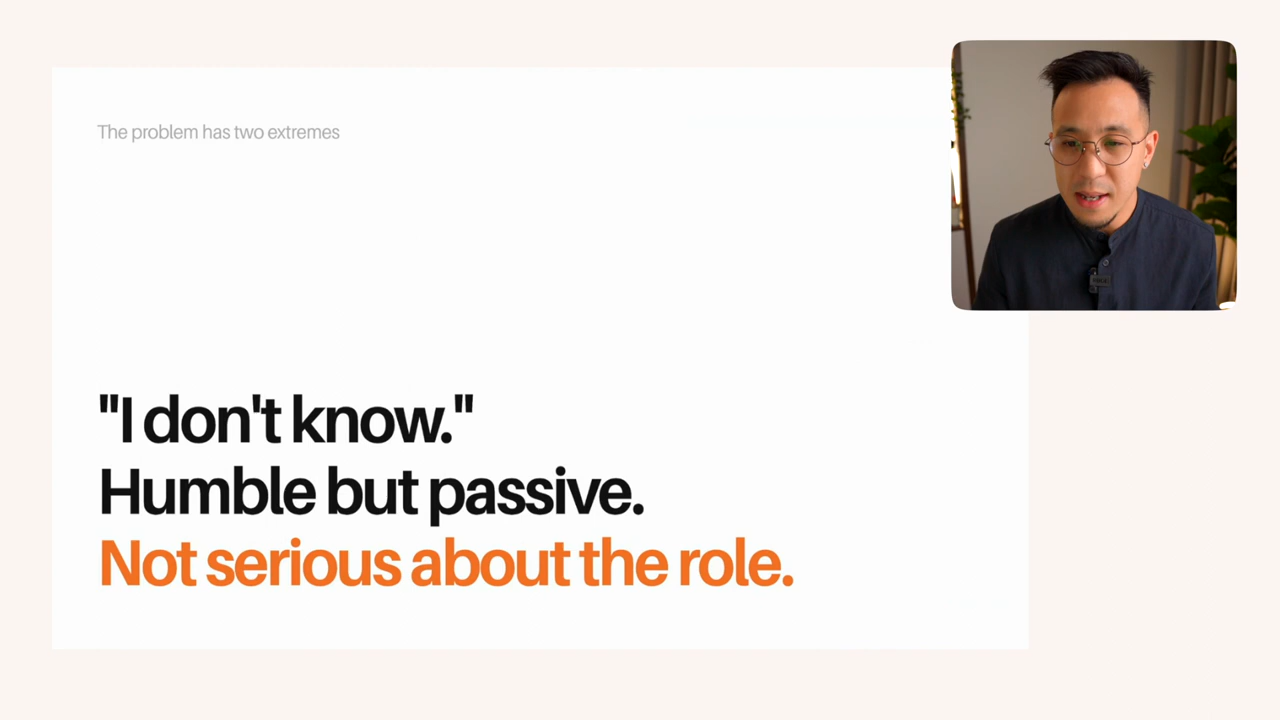 The problem has two extremes
"I don't know."
Humble but passive.
Not serious about the role.